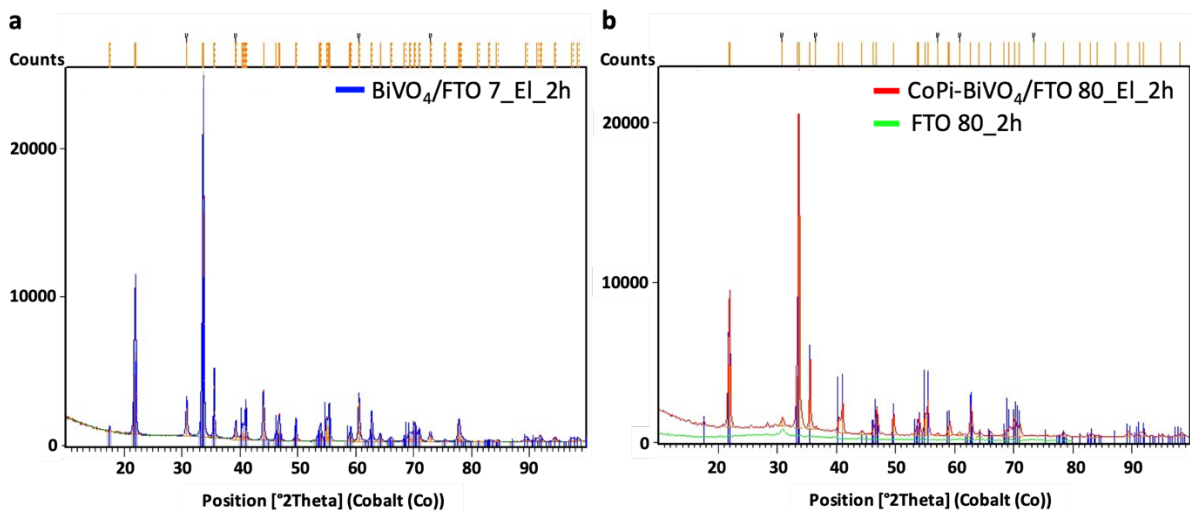 a
Counts
BiVO₄/FTO 7_El_2h
20000
10000
0
20 30 40 50 60 70 80 90
Position [°2Theta] (Cobalt (Co))
b
Counts
CoPi-BiVO₄/FTO 80_El_2h
FTO 80_2h
20000
10000
0
20 30 40 50 60 70 80 90
Position [°2Theta] (Cobalt (Co))